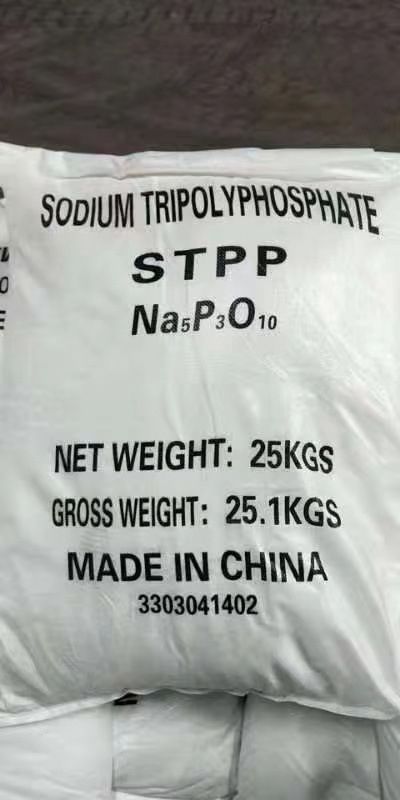 SODIUM TRIPOLYPHOSPHATE
STPP
Na₅P₃O₁₀
NET WEIGHT: 25KGS
GROSS WEIGHT: 25.1KGS
MADE IN CHINA
3303041402